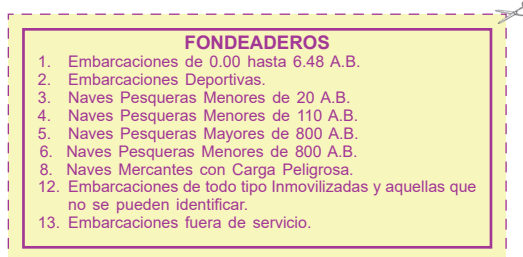 FONDEADEROS
1. Embarcaciones de 0.00 hasta 6.48 A.B.
2. Embarcaciones Deportivas.
3. Naves Pesqueras Menores de 20 A.B.
4. Naves Pesqueras Menores de 110 A.B.
5. Naves Pesqueras Mayores de 800 A.B.
6. Naves Pesqueras Menores de 800 A.B.
8. Naves Mercantes con Carga Peligrosa.
12. Embarcaciones de todo tipo Inmovilizadas y aquellas que
no se pueden identificar.
13. Embarcaciones fuera de servicio.